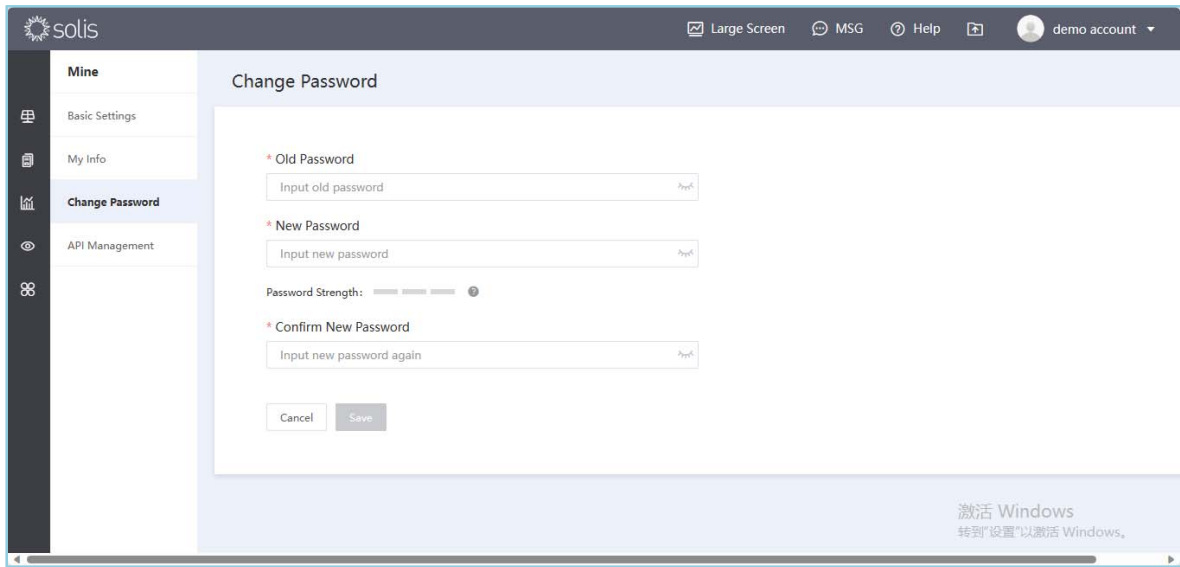 solis
Large Screen
MSG
Help
demo account
Mine
Basic Settings
My Info
Change Password
API Management
Change Password
* Old Password
Input old password
* New Password
Input new password
Password Strength:
* Confirm New Password
Input new password again
Cancel
Save
激活 Windows
转到"设置"以激活 Windows。